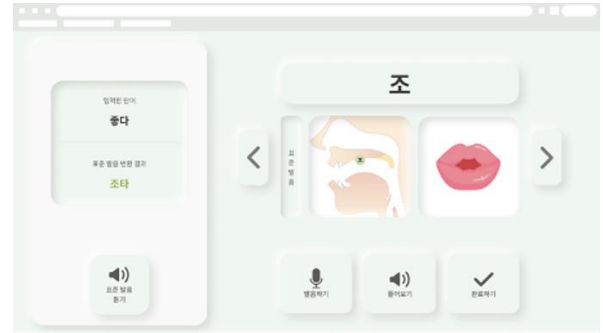 입력된 단어
좋다
표준 발음 변환 결과
조타
표준 발음
듣기
조
표
준
발
음
ㅈ
발음하기
들어보기
완료하기